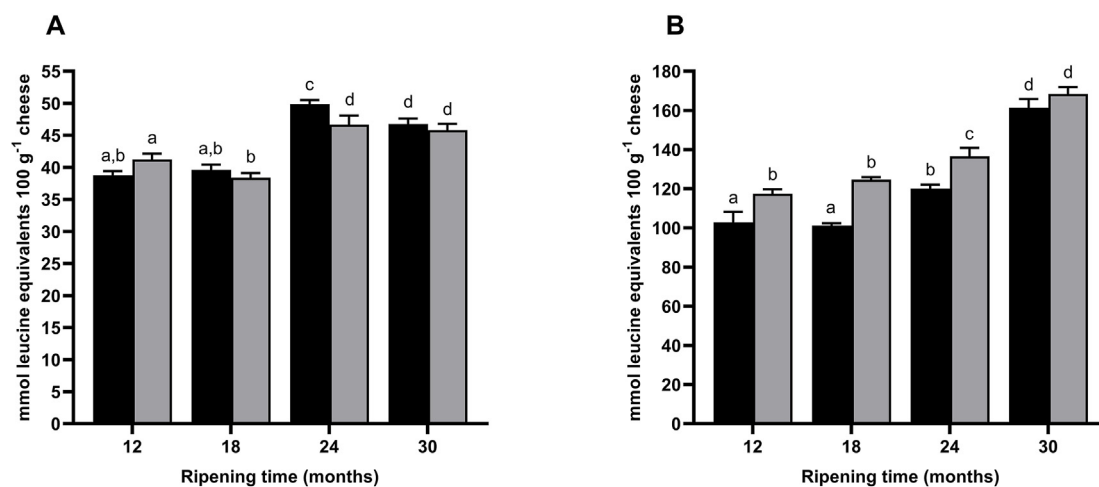 A
mmol leucine equivalents 100 g⁻¹ cheese
55
50
45
40
35
30
25
20
15
10
5
0
a,b
a
a,b
b
c
d
d
d
12
18
24
30
Ripening time (months)
B
mmol leucine equivalents 100 g⁻¹ cheese
180
160
140
120
100
80
60
40
20
0
a
b
a
b
b
c
d
d
12
18
24
30
Ripening time (months)